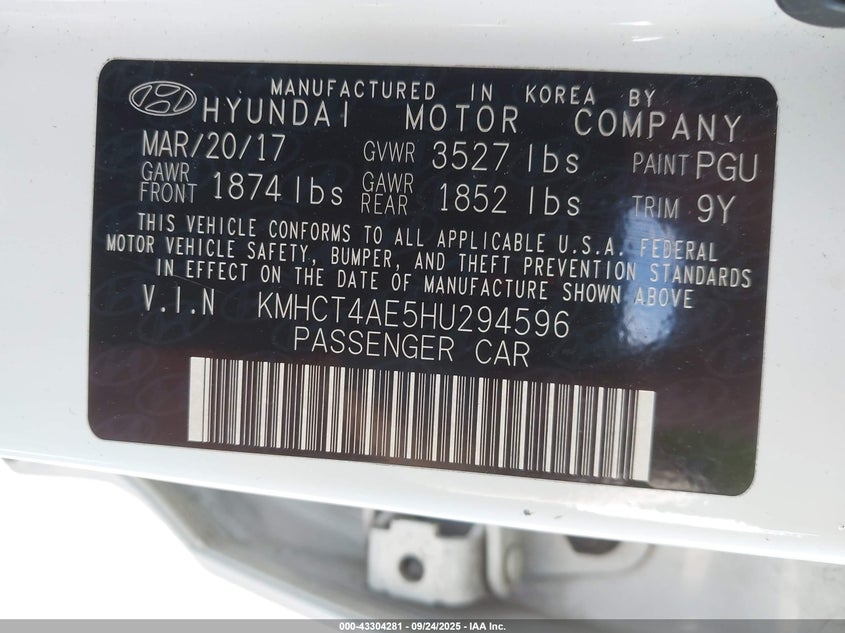 MANUFACTURED IN KOREA BY
HYUNDAI MOTOR COMPANY
MAR/20/17 GVWR 3527 lbs PAINT PGU
GAWR FRONT 1874 lbs GAWR REAR 1852 lbs TRIM 9Y
THIS VEHICLE CONFORMS TO ALL APPLICABLE U.S.A. FEDERAL
MOTOR VEHICLE SAFETY, BUMPER, AND THEFT PREVENTION STANDARDS
IN EFFECT ON THE DATE OF MANUFACTURE SHOWN ABOVE
V.I.N KMHCT4AE5HU294596
PASSENGER CAR
000-43304281 - 09/24/2025 - IAA Inc.